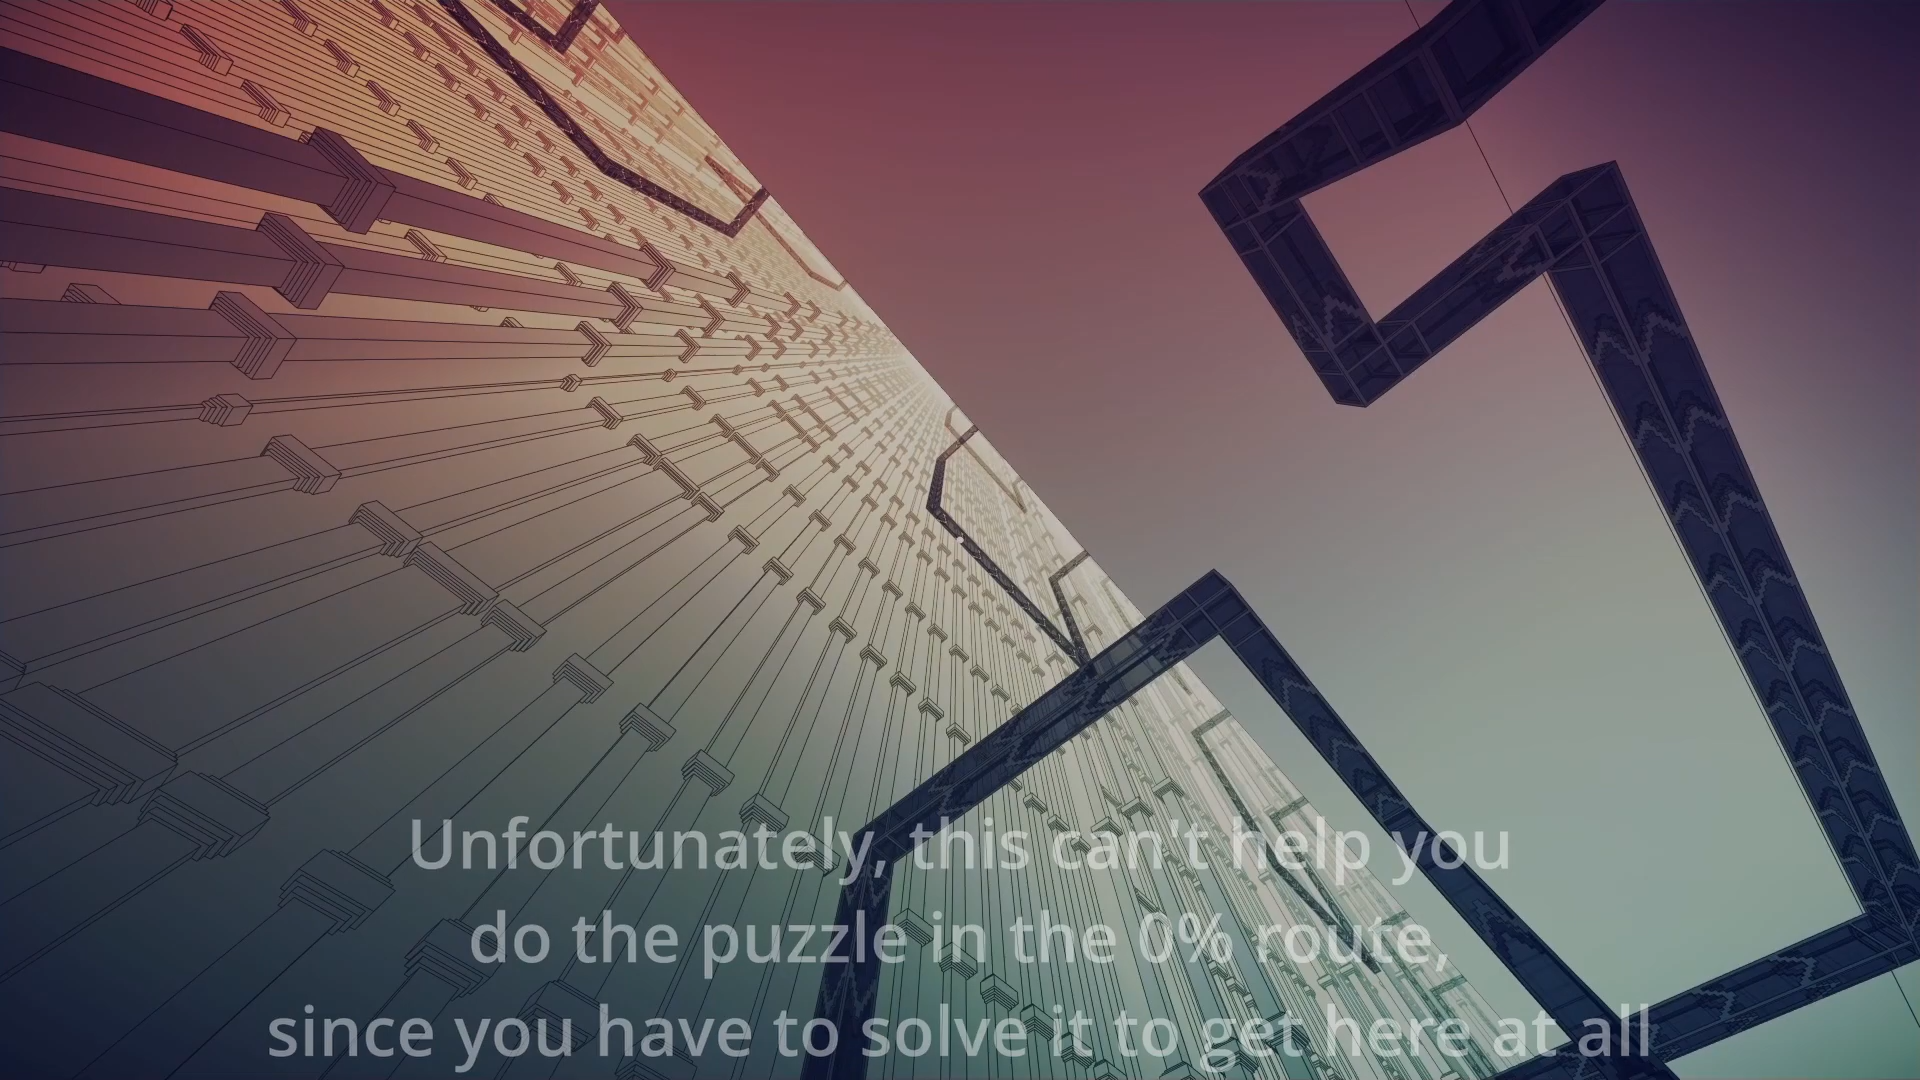 Unfortunately, this can't help you
do the puzzle in the 0% route,
since you have to solve it to get here at all